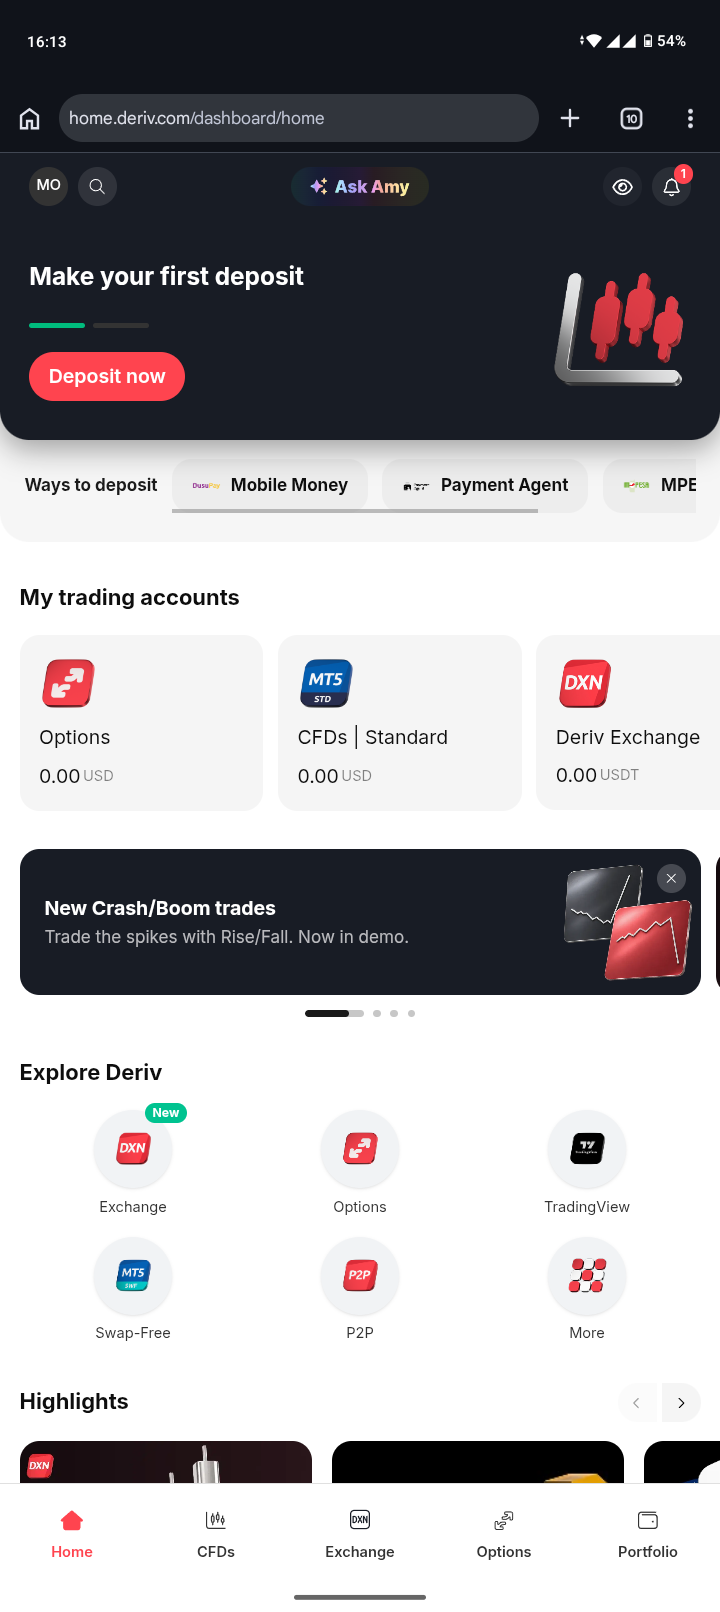 16:13
54%
home.deriv.com/dashboard/home
10
MO
Ask Amy
1
Make your first deposit
Deposit now
Ways to deposit
DusuPay
Mobile Money
Payment Agent
MPE
My trading accounts
MT5
STD
DXN
Options
CFDs | Standard
Deriv Exchange
0.00 USD
0.00 USD
0.00 USDT
New Crash/Boom trades
Trade the spikes with Rise/Fall. Now in demo.
Explore Deriv
New
DXN
TradingView
Exchange
Options
TradingView
MT5
SWF
P2P
Swap-Free
P2P
More
Highlights
DXN
DXN
Home
CFDs
Exchange
Options
Portfolio